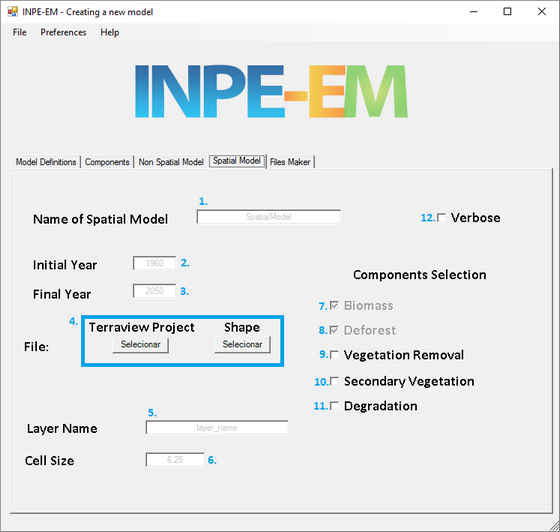 INPE-EM - Creating a new model
File Preferences Help
INPE-EM
Model Definitions Components Non Spatial Model Spatial Model Files Maker
1.
Name of Spatial Model SpatialModel 12. Verbose
Initial Year 1960 2.
Components Selection
Final Year 2050 3.
7. Biomass
4.
Terraview Project Shape
8. Deforest
File: Selecionar Selecionar
9. Vegetation Removal
10. Secondary Vegetation
5.
11. Degradation
Layer Name layer_name
Cell Size 6.25 6.